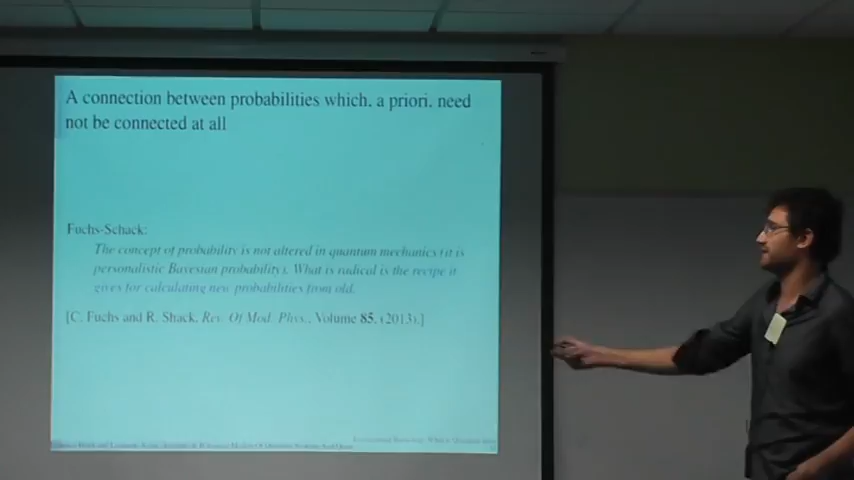 A connection between probabilities which, a priori, need
not be connected at all
Fuchs-Schack:
The concept of probability is not altered in quantum mechanics (it is
personalistic Bayesian probability). What is radical is the recipe it
gives for calculating new probabilities from old.
[C. Fuchs and R. Shack, Rev. Of Mod. Phys., Volume 85, (2013).]